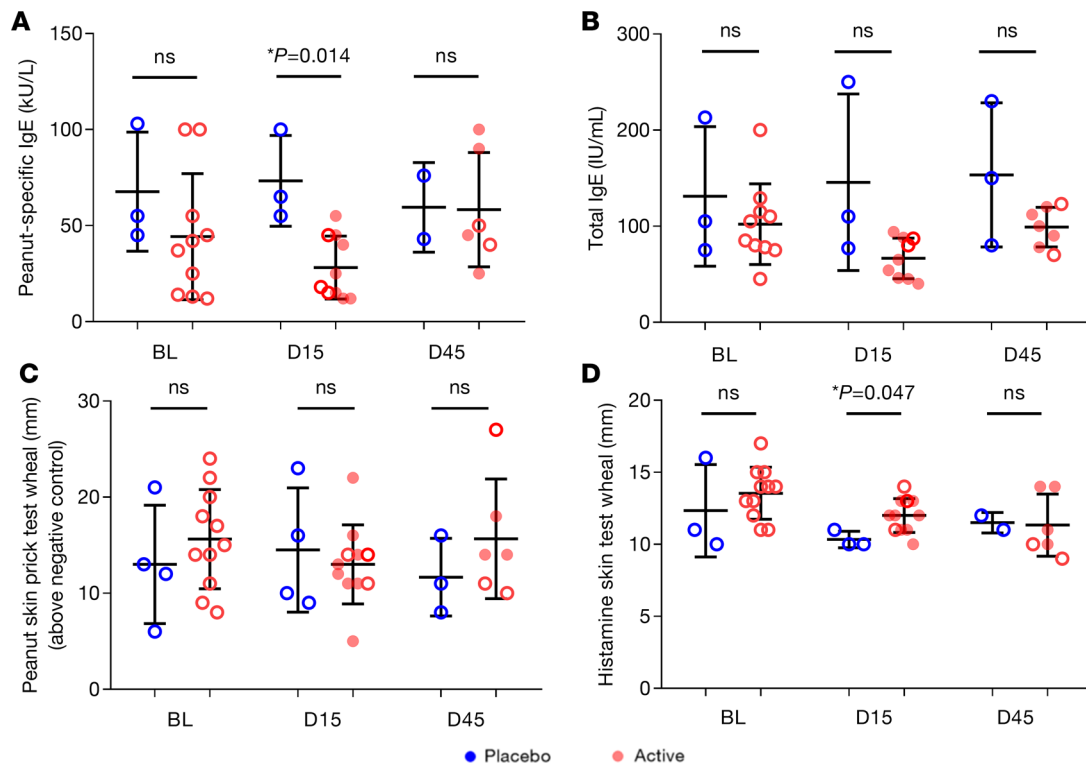 A
Peanut-specific IgE (kU/L)
150
100
50
0
ns
*P=0.014
ns
BL
D15
D45
B
Total IgE (IU/mL)
300
200
100
0
ns
ns
ns
BL
D15
D45
C
Peanut skin prick test wheal (mm)
(above negative control)
30
20
10
0
ns
ns
ns
BL
D15
D45
D
Histamine skin test wheal (mm)
20
15
10
5
0
ns
*P=0.047
ns
BL
D15
D45
Placebo
Active